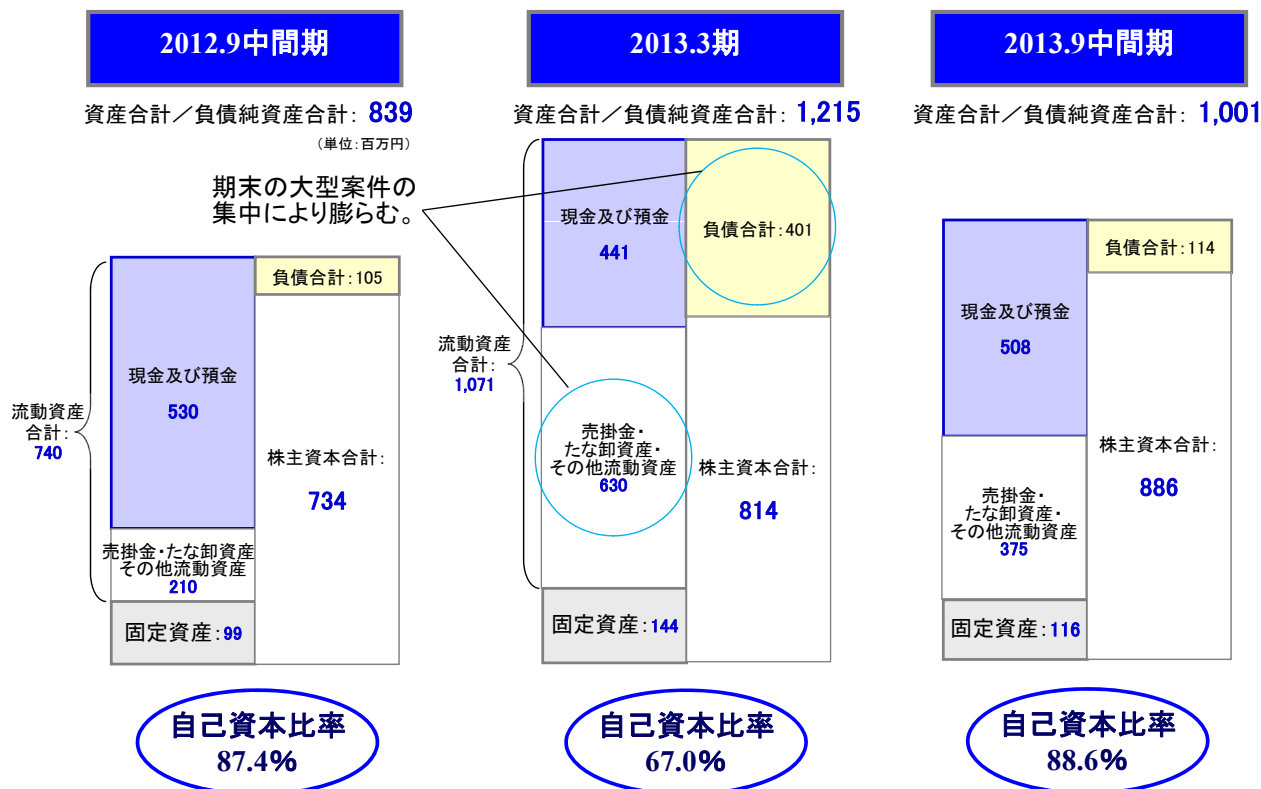 2012.9中間期
資産合計／負債純資産合計： 839
（単位：百万円）
期末の大型案件の
集中により膨らむ。
負債合計：105
現金及び預金
530
流動資産
合計：
740
株主資本合計：
734
売掛金・たな卸資産
その他流動資産
210
固定資産：99
自己資本比率
87.4%
2013.3期
資産合計／負債純資産合計： 1,215
現金及び預金
441
負債合計：401
流動資産
合計：
1,071
売掛金・
たな卸資産・
その他流動資産
630
株主資本合計：
814
固定資産：144
自己資本比率
67.0%
2013.9中間期
資産合計／負債純資産合計： 1,001
負債合計：114
現金及び預金
508
株主資本合計：
886
売掛金・
たな卸資産・
その他流動資産
375
固定資産：116
自己資本比率
88.6%